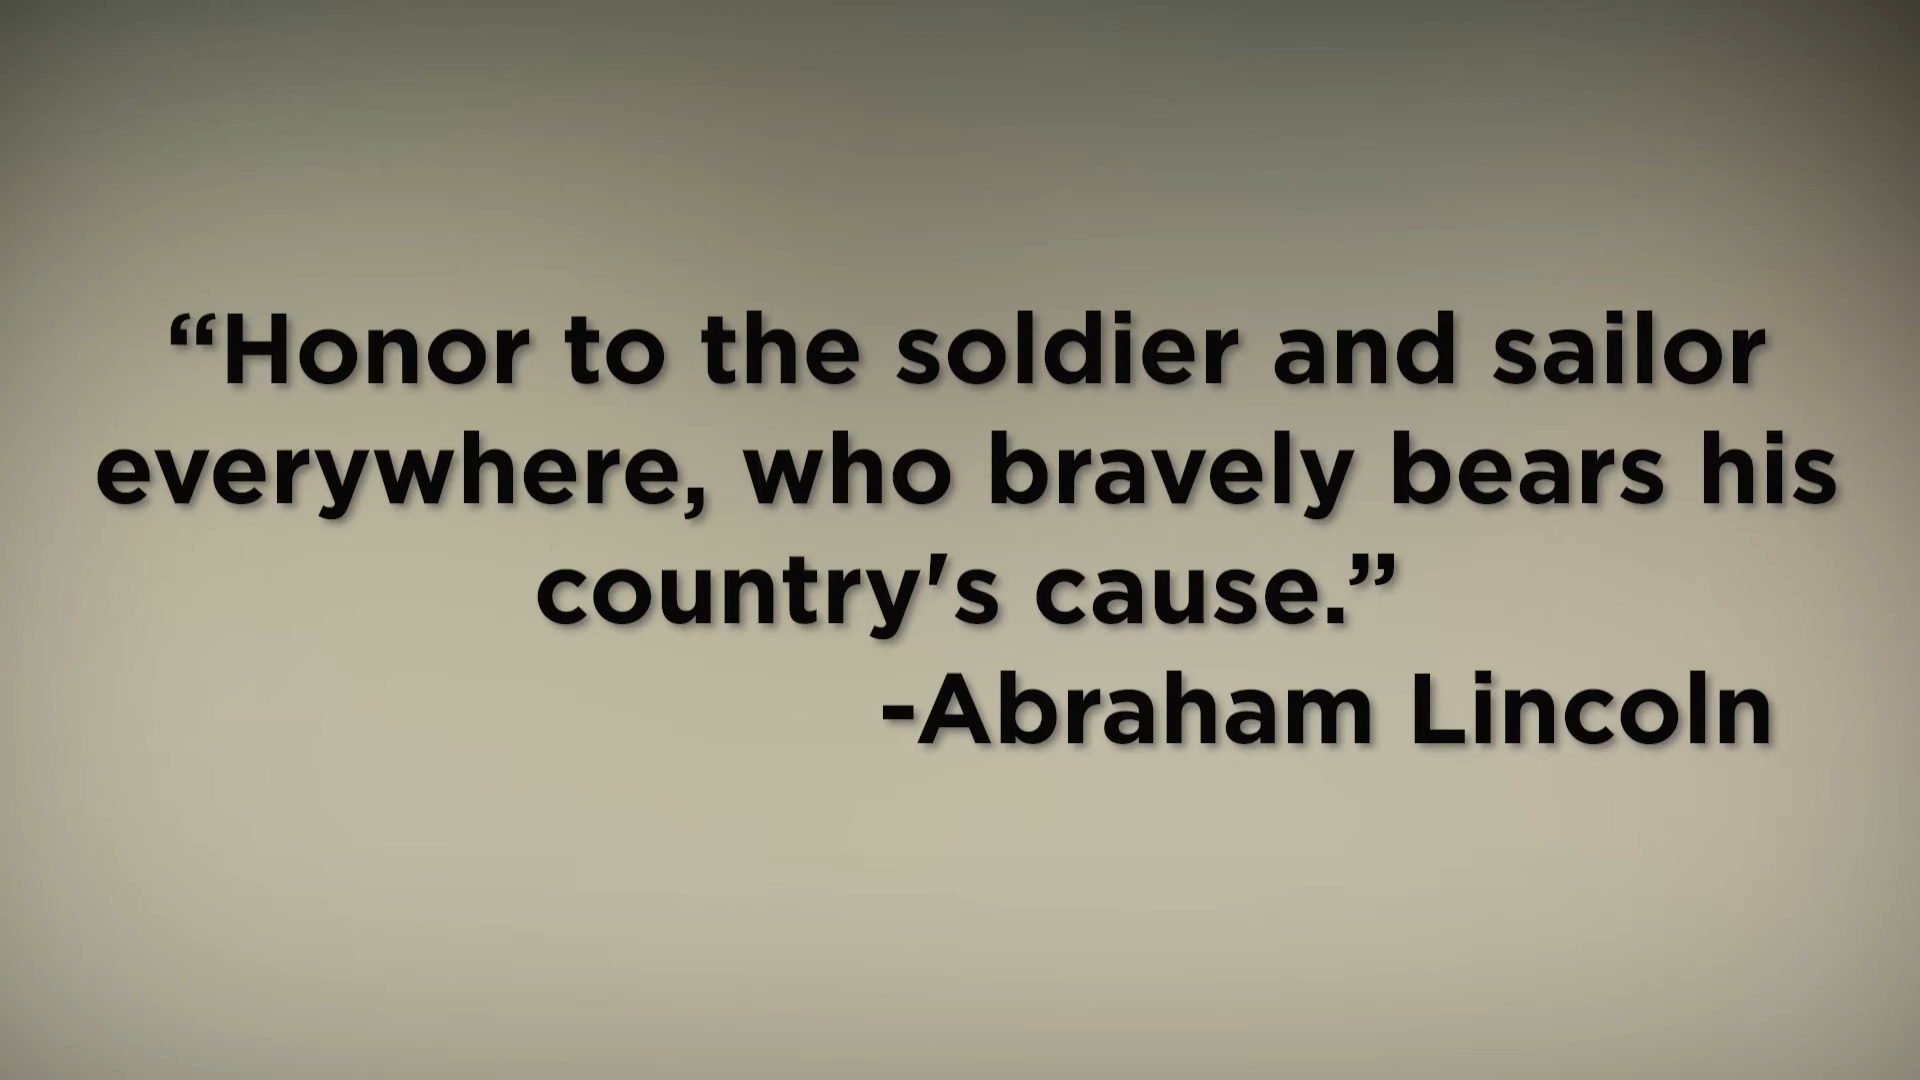 “Honor to the soldier and sailor
everywhere, who bravely bears his
country's cause.”
-Abraham Lincoln